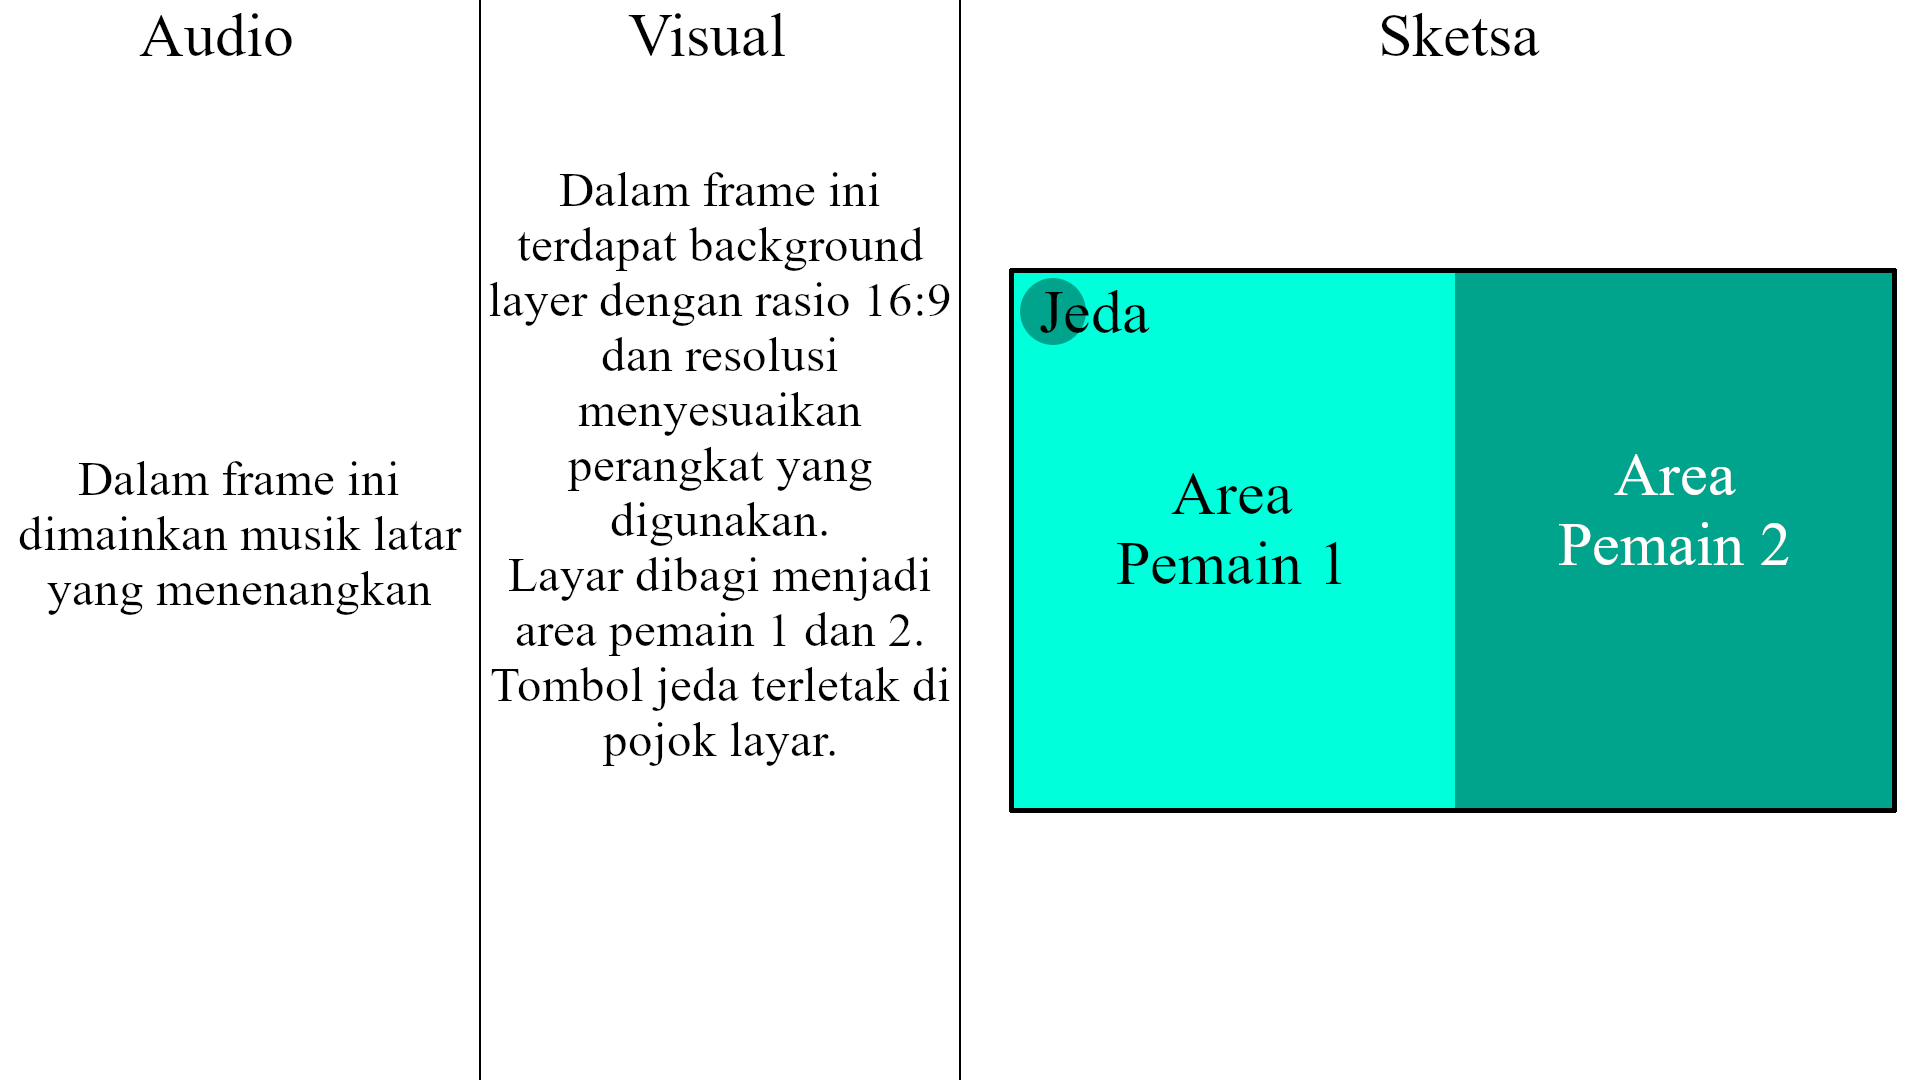 Audio
Dalam frame ini
dimainkan musik latar
yang menenangkan
Visual
Dalam frame ini
terdapat background
layer dengan rasio 16:9
dan resolusi
menyesuaikan
perangkat yang
digunakan.
Layar dibagi menjadi
area pemain 1 dan 2.
Tombol jeda terletak di
pojok layar.
Sketsa
Jeda
Area
Pemain 1
Area
Pemain 2